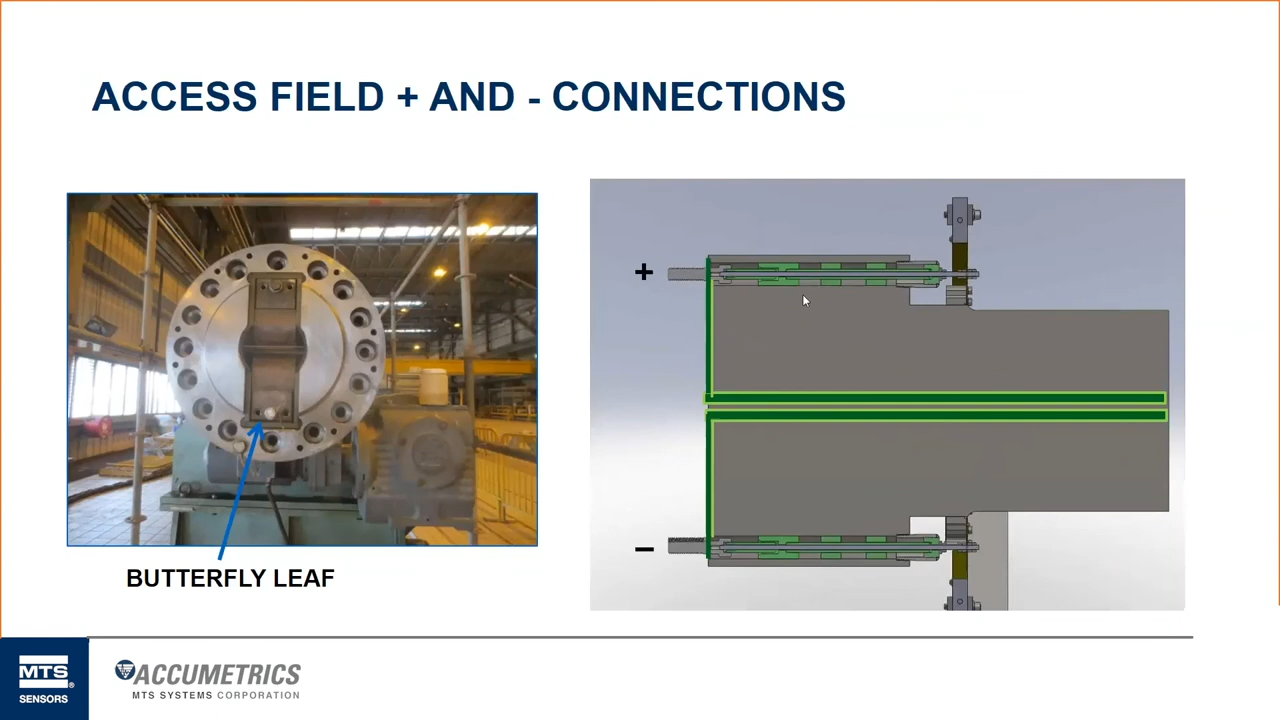 ACCESS FIELD + AND - CONNECTIONS
+
−
BUTTERFLY LEAF
MTS®
SENSORS
ACCUMETRICS
MTS SYSTEMS CORPORATION